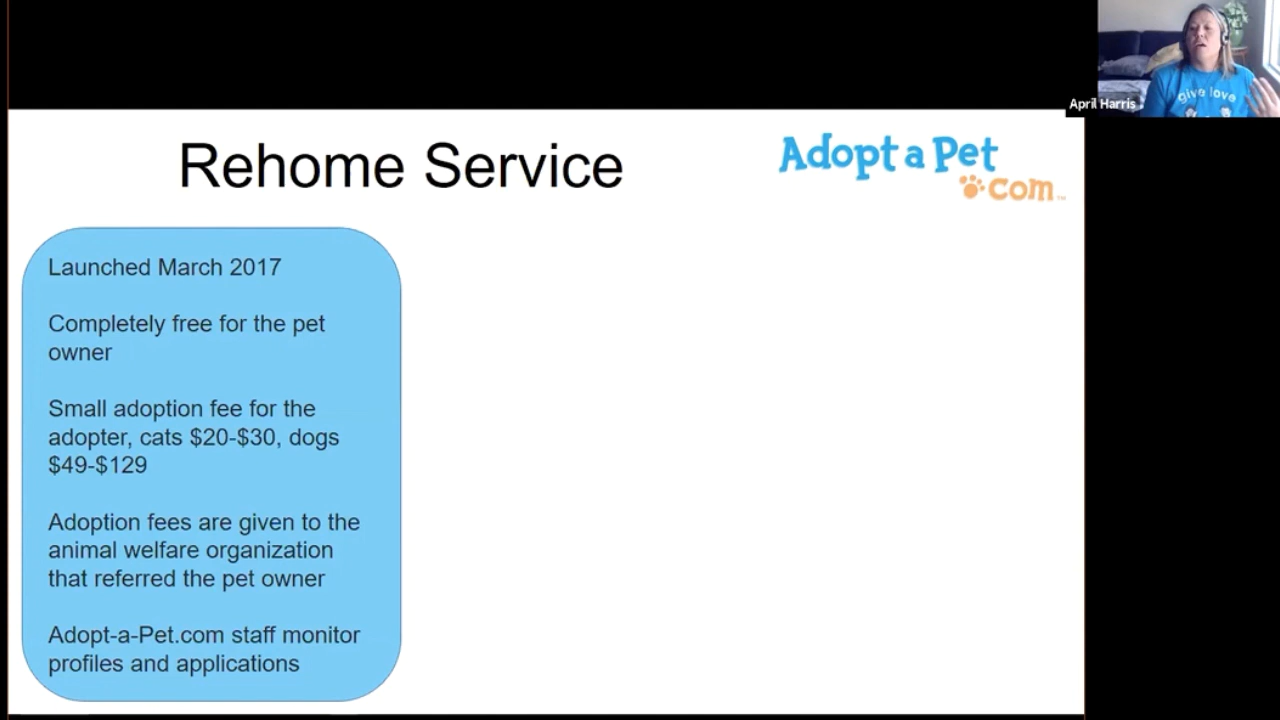 April Harris
give love
Rehome Service
Adopt a Pet
com
Launched March 2017
Completely free for the pet
owner
Small adoption fee for the
adopter, cats $20-$30, dogs
$49-$129
Adoption fees are given to the
animal welfare organization
that referred the pet owner
Adopt-a-Pet.com staff monitor
profiles and applications